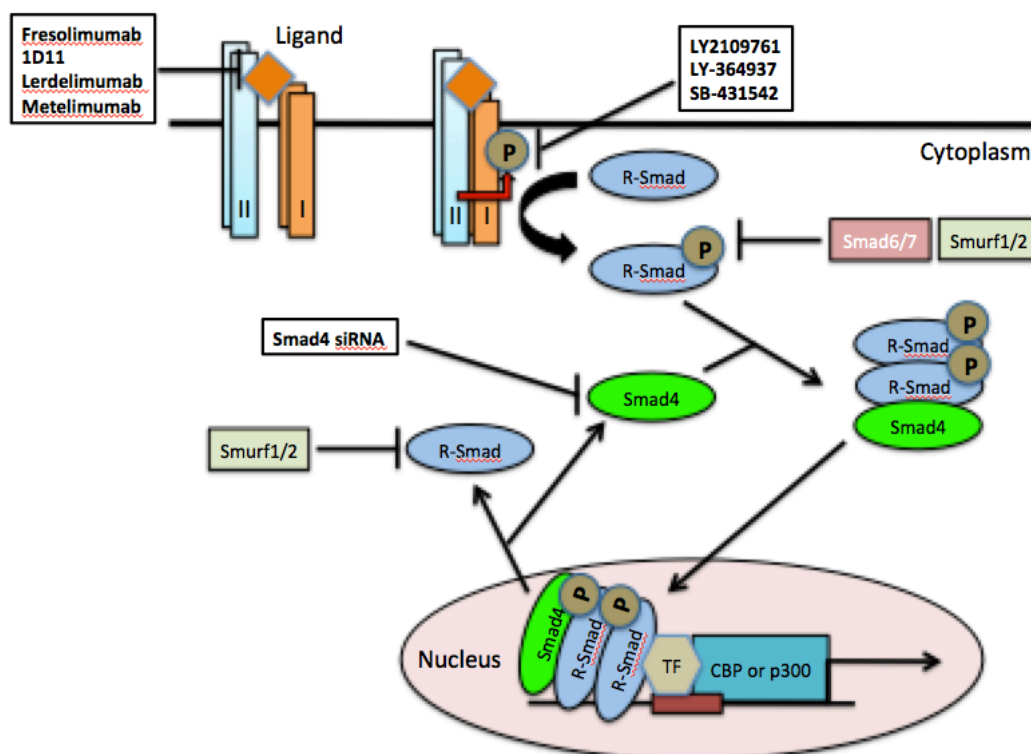 Fresolimumab
1D11
Lerdelimumab
Metelimumab
Ligand
LY2109761
LY-364937
SB-431542
Cytoplasm
II
I
P
II
I
R-Smad
R-Smad
P
Smad6/7
Smurf1/2
Smad4 siRNA
Smad4
R-Smad
P
R-Smad
P
Smad4
Smurf1/2
R-Smad
Nucleus
Smad4
P
R-Smad
P
R-Smad
TF
CBP or p300